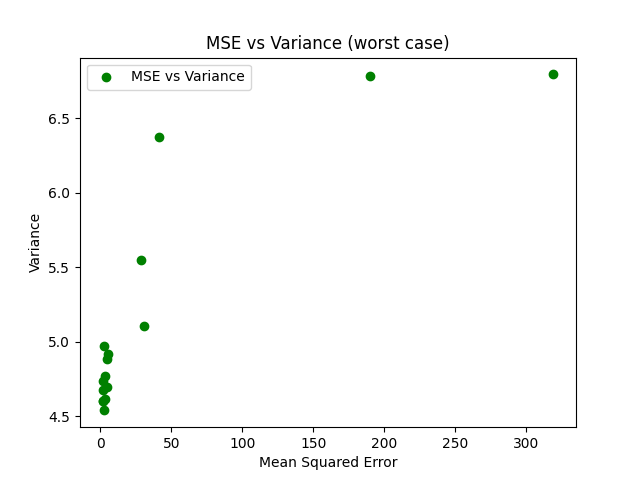 MSE vs Variance (worst case)
MSE vs Variance
6.5
6.0
5.5
5.0
4.5
Variance
0 50 100 150 200 250 300
Mean Squared Error